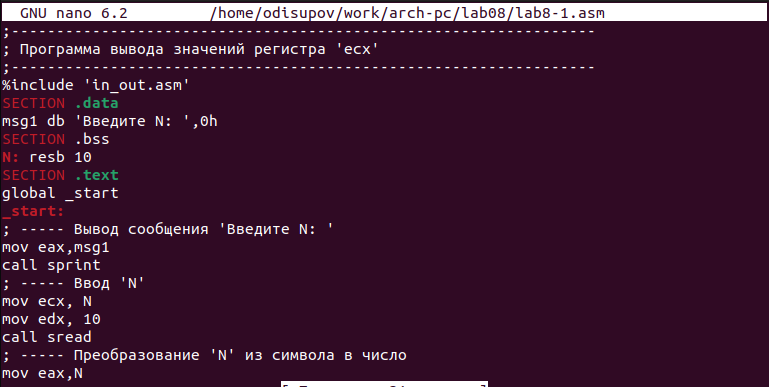 GNU nano 6.2 /home/odisupov/work/arch-pc/lab08/lab8-1.asm
;-----------------------------------------------------------------
; Программа вывода значений регистра 'ecx'
;-----------------------------------------------------------------
%include 'in_out.asm'
SECTION .data
msg1 db 'Введите N: ',0h
SECTION .bss
N: resb 10
SECTION .text
global _start
_start:
; ----- Вывод сообщения 'Введите N: '
mov eax,msg1
call sprint
; ----- Ввод 'N'
mov ecx, N
mov edx, 10
call sread
; ----- Преобразование 'N' из символа в число
mov eax,N